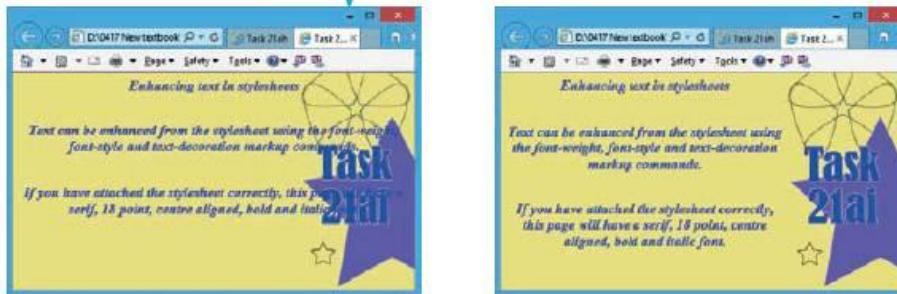 D:\0417 New textbook
Task 21ah
Task 2...
Page Safety Tools
Enhancing text in stylesheets
Text can be enhanced from the stylesheet using the font-weight,
font-style and text-decoration markup commands.
If you have attached the stylesheet correctly, this
serif, 18 point, centre aligned, bold and italic
Task
21ai
D:\0417 New textbook
Task 21ah
Task 2...
Page Safety Tools
Enhancing text in stylesheets
Text can be enhanced from the stylesheet using
the font-weight, font-style and text-decoration
markup commands.
If you have attached the stylesheet correctly,
this page will have a serif, 18 point, centre
aligned, bold and italic font.
Task
21ai